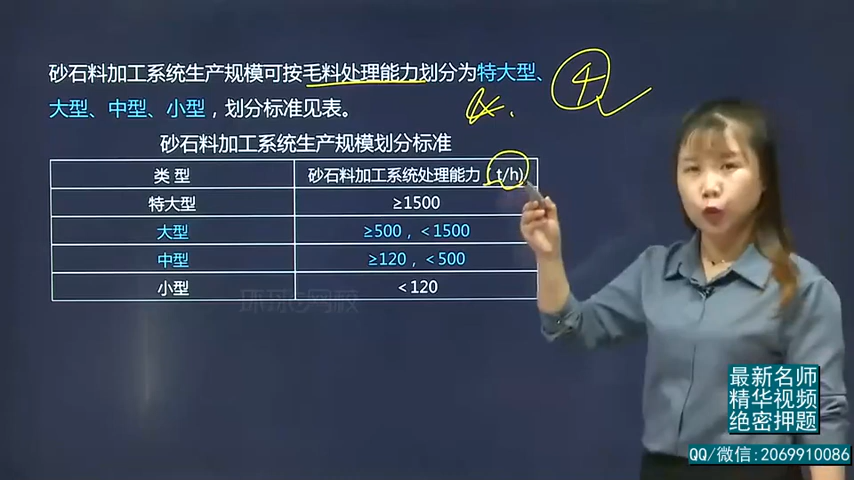 砂石料加工系统生产规模可按毛料处理能力划分为特大型、
大型、中型、小型，划分标准见表。
④
砂石料加工系统生产规模划分标准
类 型 砂石料加工系统处理能力（t/h)
特大型 ≥1500
大型 ≥500，＜1500
中型 ≥120，＜500
小型 ＜120
环球网校
最新名师
精华视频
绝密押题
QQ/微信:2069910086